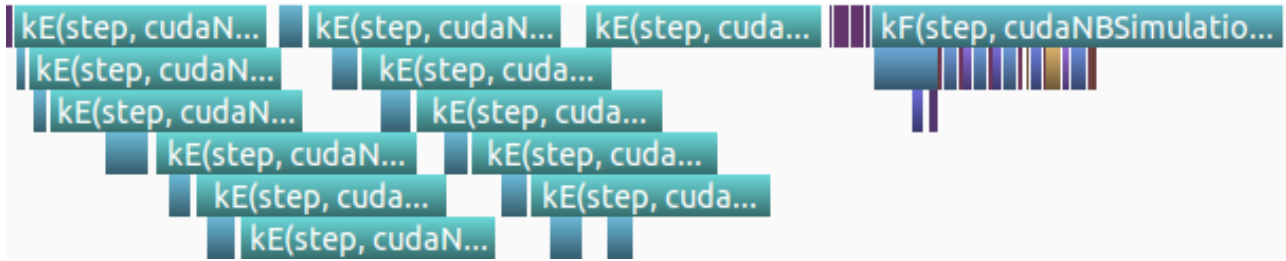 kE(step, cudaN... kE(step, cudaN... kE(step, cuda... kF(step, cudaNBSimulatio...
kE(step, cudaN... kE(step, cuda...
kE(step, cudaN... kE(step, cuda...
kE(step, cudaN... kE(step, cuda...
kE(step, cuda... kE(step, cuda...
kE(step, cudaN...